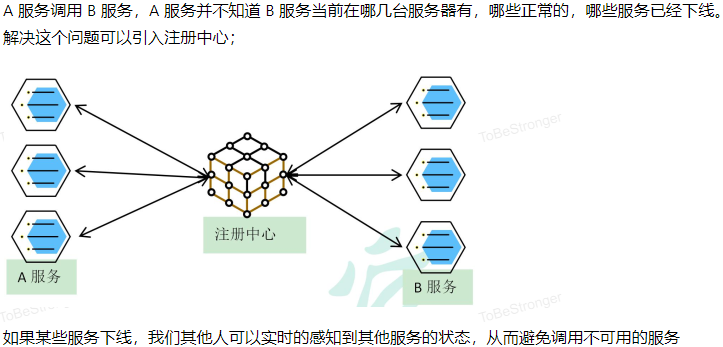 A 服务调用 B 服务，A 服务并不知道 B 服务当前在哪几台服务器有，哪些正常的，哪些服务已经下线。
解决这个问题可以引入注册中心；
ToBeStronger
注册中心
A 服务
B 服务
ToBeStronger
ToBeStronger
如果某些服务下线，我们其他人可以实时的感知到其他服务的状态，从而避免调用不可用的服务